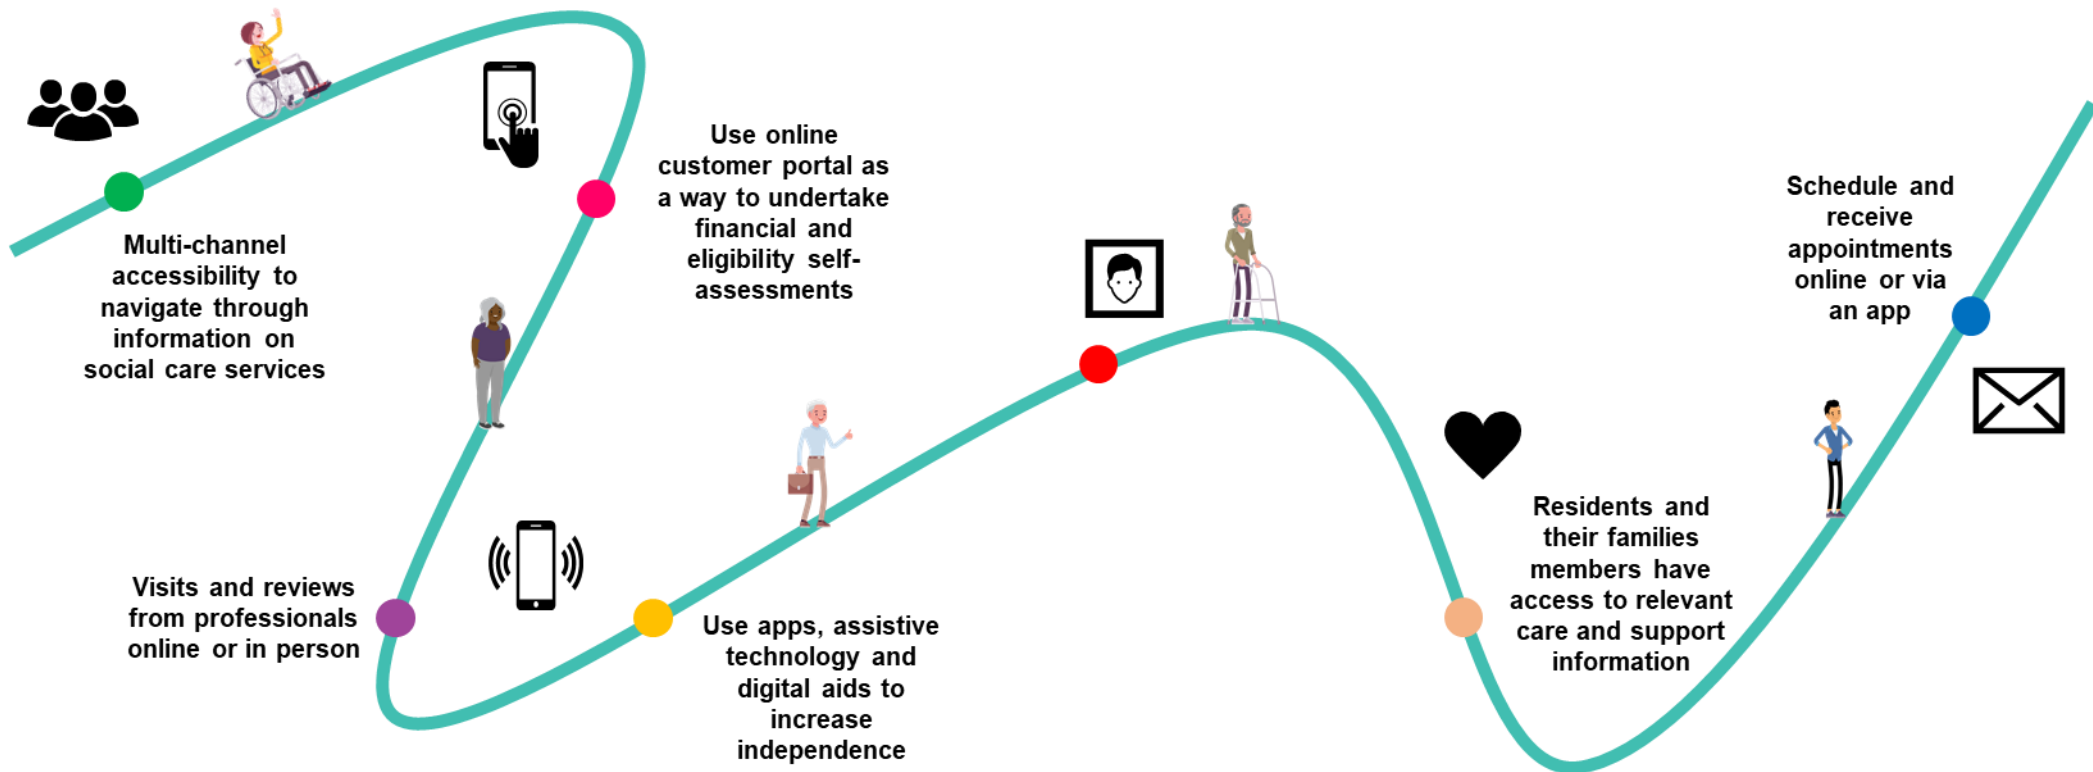 Multi-channel
accessibility to
navigate through
information on
social care services
Use online
customer portal as
a way to undertake
financial and
eligibility self-
assessments
Visits and reviews
from professionals
online or in person
Use apps, assistive
technology and
digital aids to
increase
independence
Residents and
their families
members have
access to relevant
care and support
information
Schedule and
receive
appointments
online or via
an app